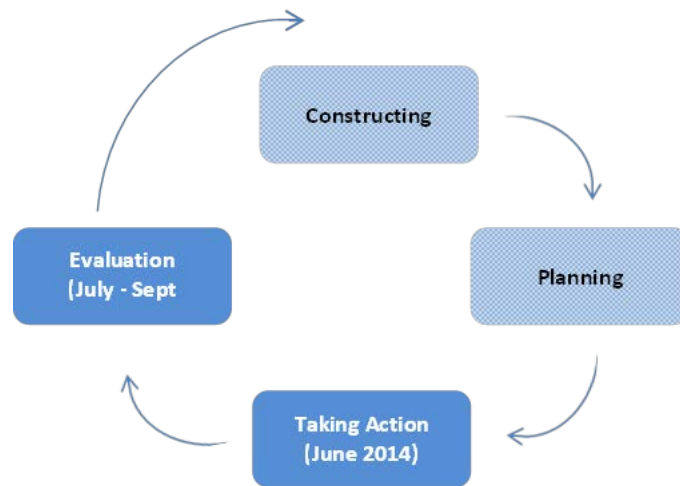 Constructing
Planning
Taking Action
(June 2014)
Evaluation
(July - Sept